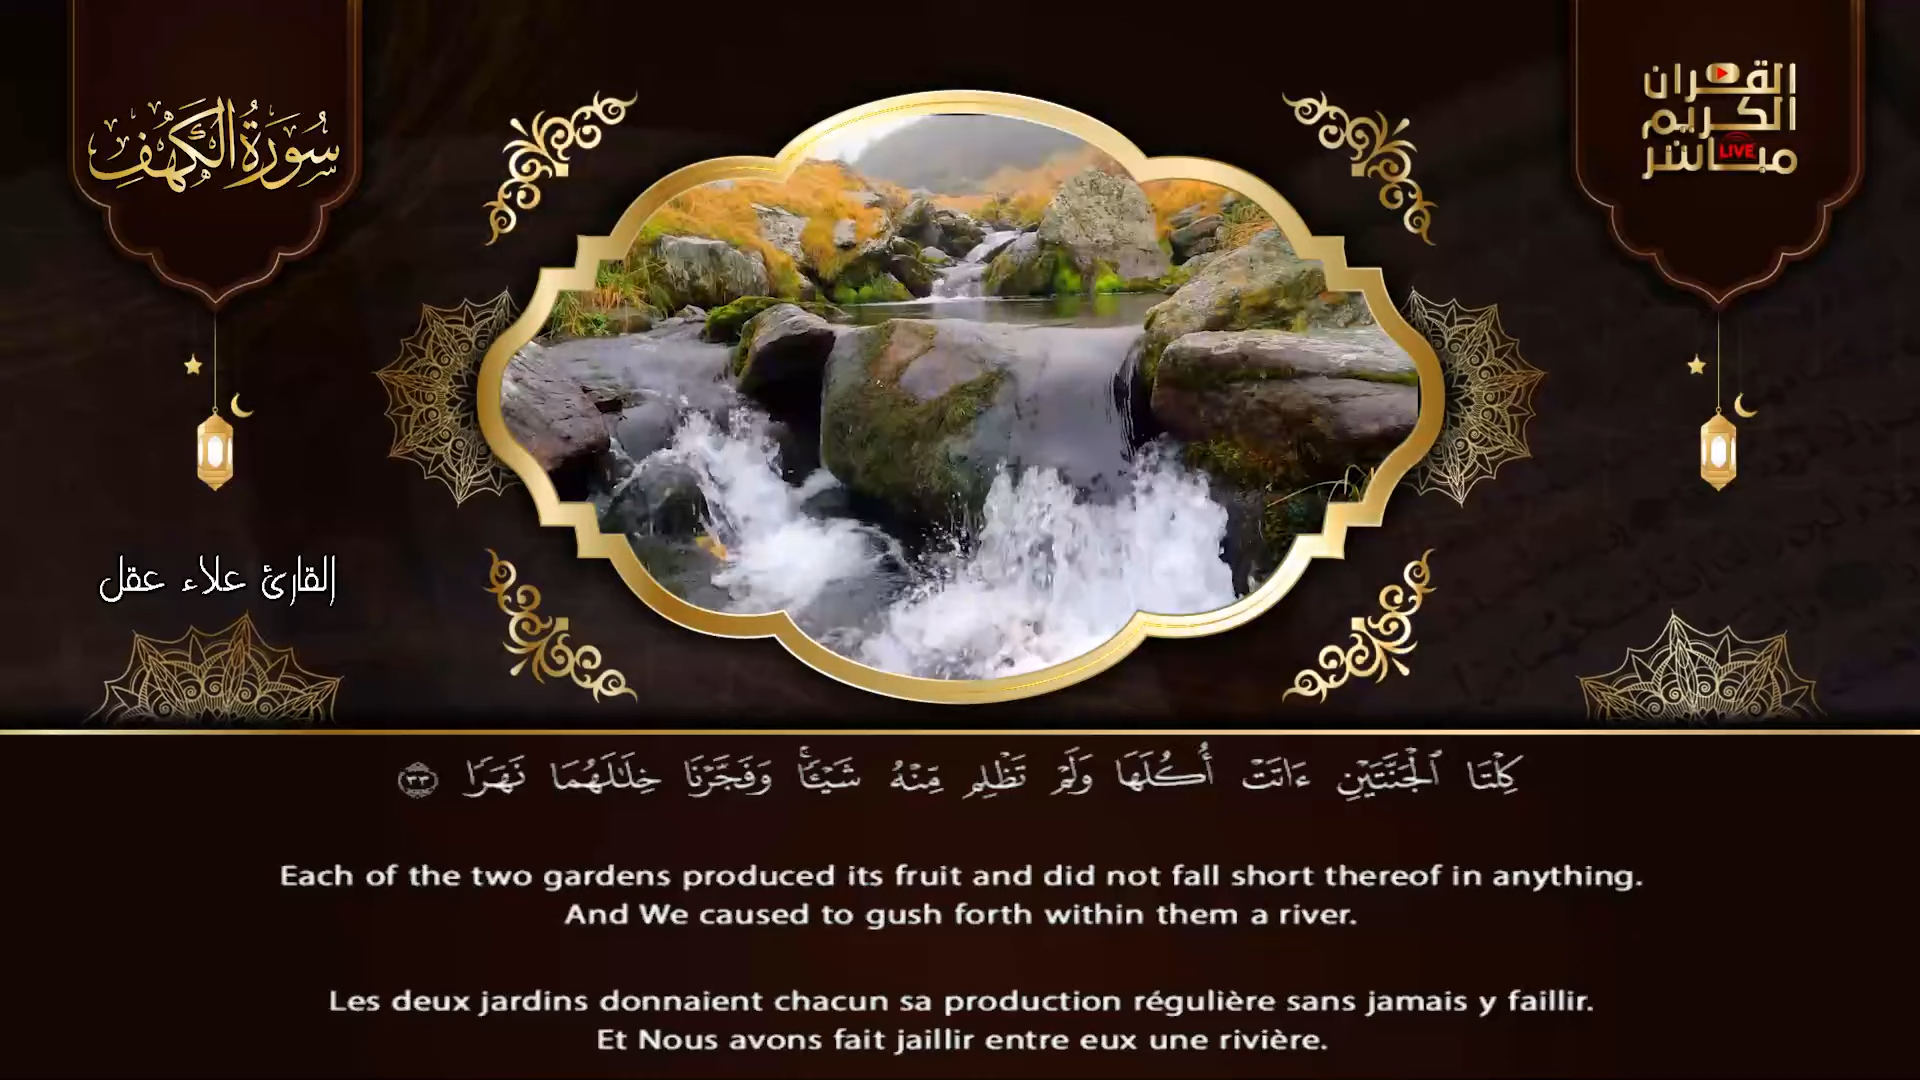 سُورَةُ الكَهْفِ
القران
الكريم
مباشر
LIVE
القارئ علاء عقل
كِلْتَا ٱلْجَنَّتَيْنِ ءَاتَتْ أُكُلَهَا وَلَمْ تَظْلِم مِّنْهُ شَيْـًٔاۚ وَفَجَّرْنَا خِلَـٰلَهُمَا نَهَرًا ٣٣
Each of the two gardens produced its fruit and did not fall short thereof in anything.
And We caused to gush forth within them a river.
Les deux jardins donnaient chacun sa production régulière sans jamais y faillir.
Et Nous avons fait jaillir entre eux une rivière.